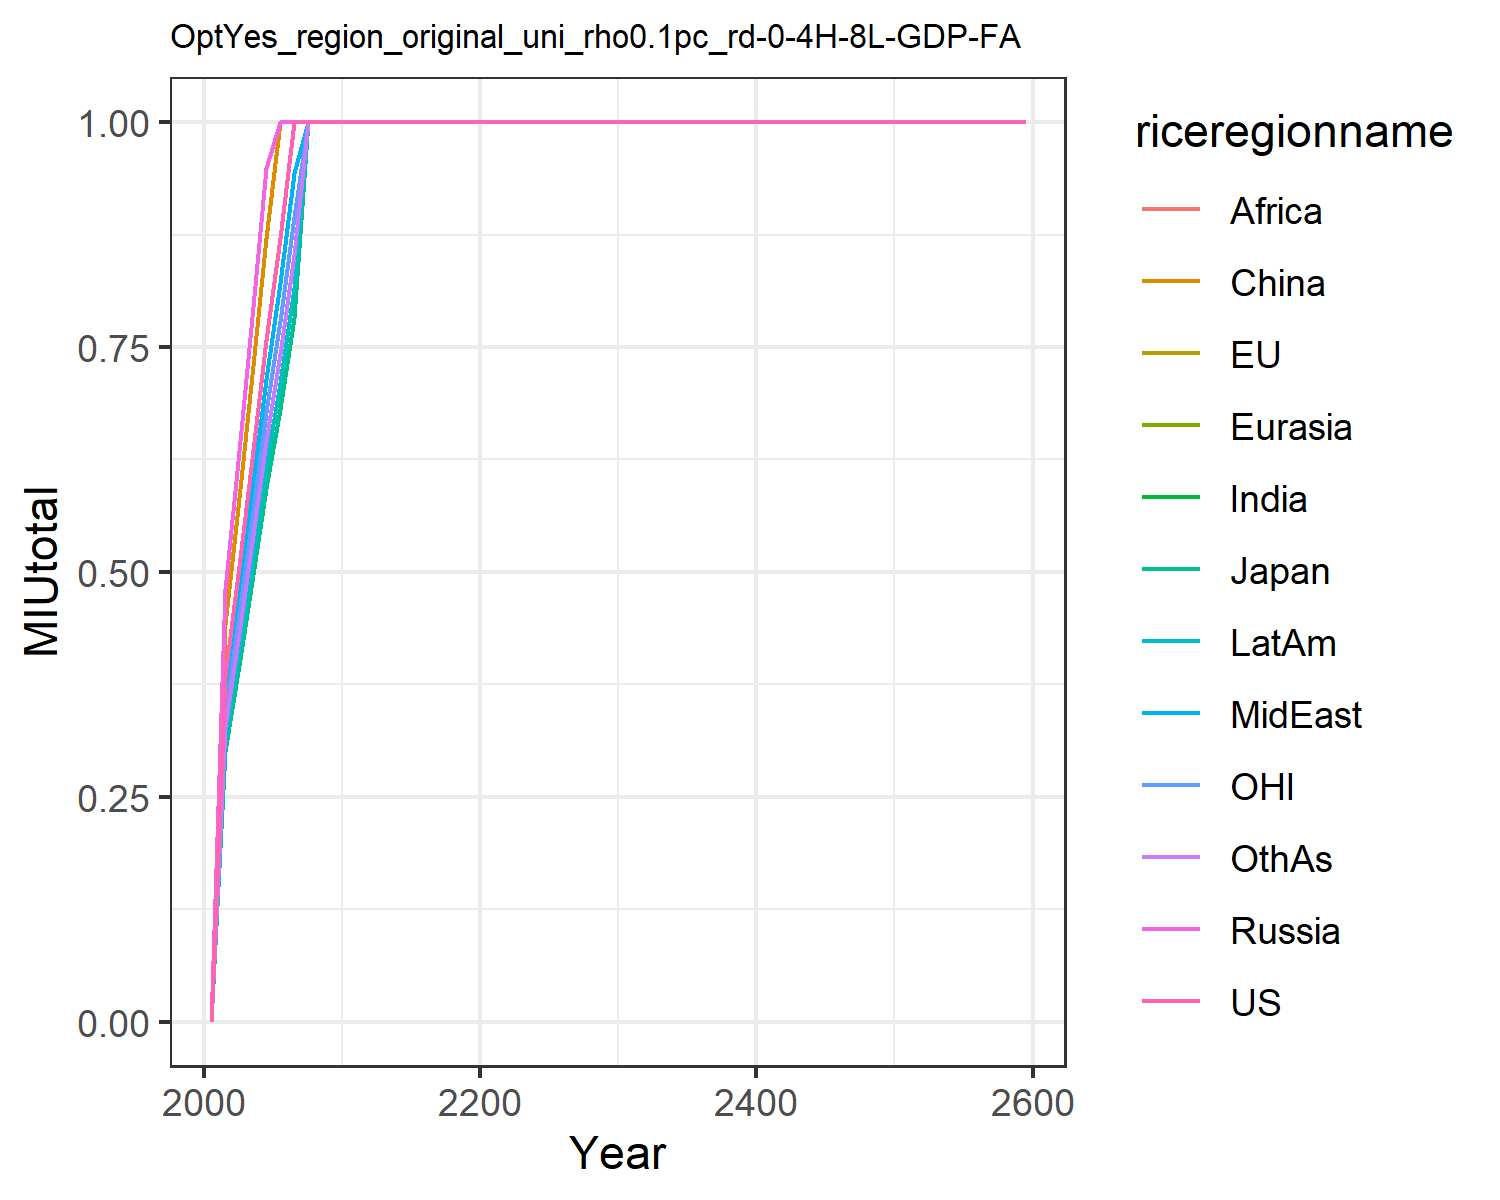 OptYes_region_original_uni_rho0.1pc_rd-0-4H-8L-GDP-FA
1.00
0.75
0.50
0.25
0.00
MIUtotal
2000 2200 2400 2600
Year
riceregionname
Africa
China
EU
Eurasia
India
Japan
LatAm
MidEast
OHI
OthAs
Russia
US